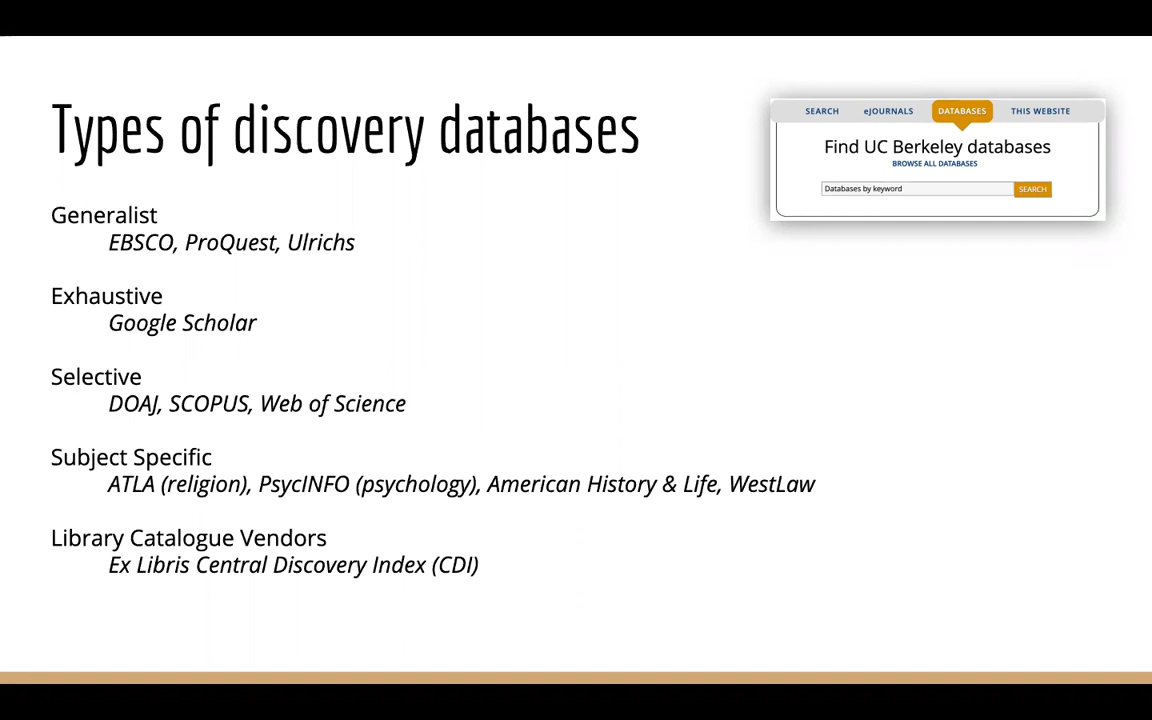 Types of discovery databases
SEARCH eJOURNALS DATABASES THIS WEBSITE
Find UC Berkeley databases
BROWSE ALL DATABASES
Databases by keyword SEARCH
Generalist
EBSCO, ProQuest, Ulrichs
Exhaustive
Google Scholar
Selective
DOAJ, SCOPUS, Web of Science
Subject Specific
ATLA (religion), PsycINFO (psychology), American History & Life, WestLaw
Library Catalogue Vendors
Ex Libris Central Discovery Index (CDI)